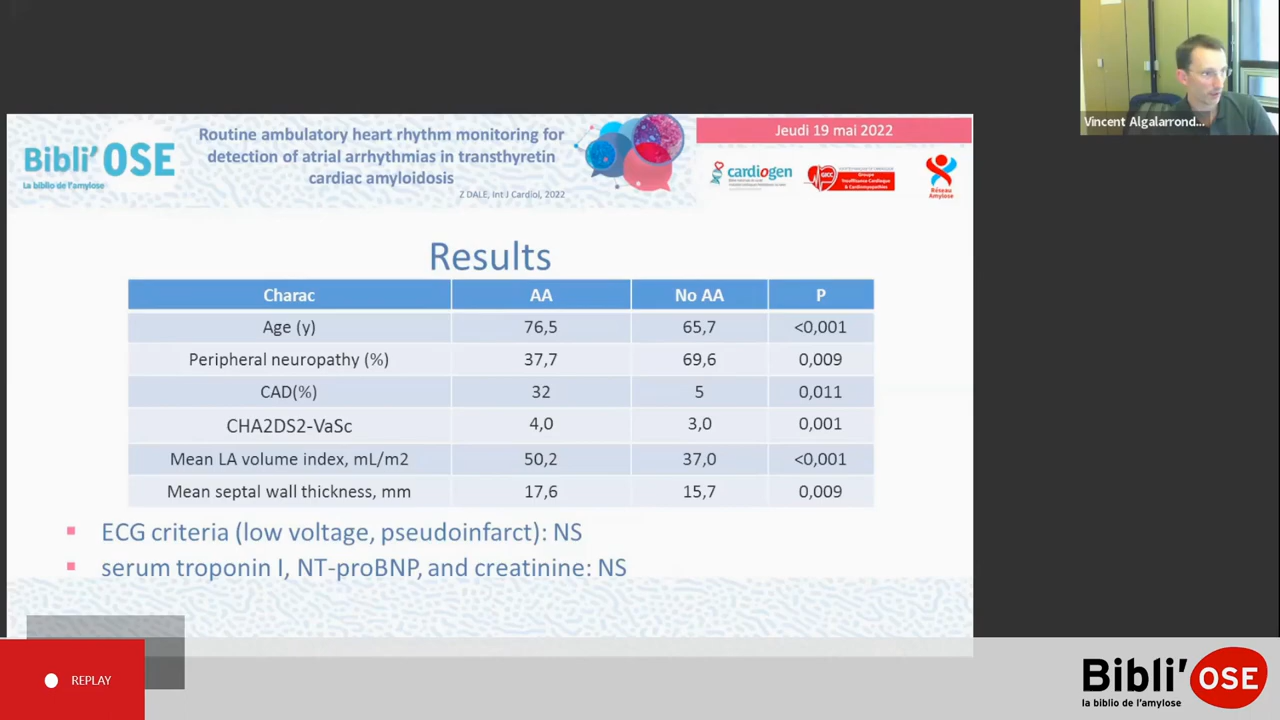 Vincent Algalarrond...
Bibli'OSE
La biblio de l'amylose
Routine ambulatory heart rhythm monitoring for
detection of atrial arrhythmias in transthyretin
cardiac amyloidosis
Z DALE, Int J Cardiol, 2022
Jeudi 19 mai 2022
cardiogen
GICC
Insuffisance Cardiaque
& Cardiomyopathies
Réseau
Amylose
Results
Charac AA No AA P
Age (y) 76,5 65,7 <0,001
Peripheral neuropathy (%) 37,7 69,6 0,009
CAD(%) 32 5 0,011
CHA2DS2-VaSc 4,0 3,0 0,001
Mean LA volume index, mL/m2 50,2 37,0 <0,001
Mean septal wall thickness, mm 17,6 15,7 0,009
ECG criteria (low voltage, pseudoinfarct): NS
serum troponin I, NT-proBNP, and creatinine: NS
REPLAY
Bibli'OSE
la biblio de l'amylose